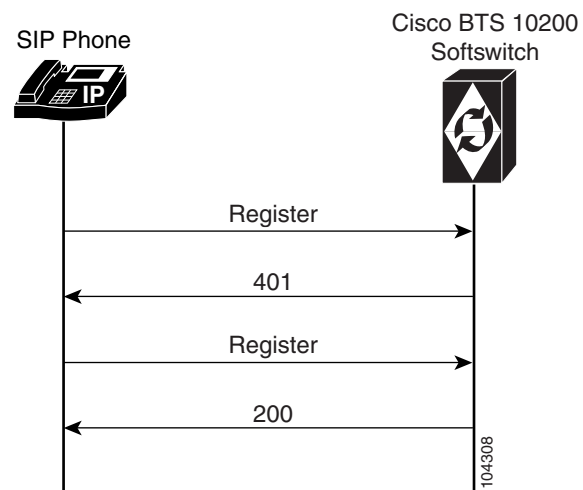 SIP Phone
Cisco BTS 10200
Softswitch
IP
Register
401
Register
200
104308